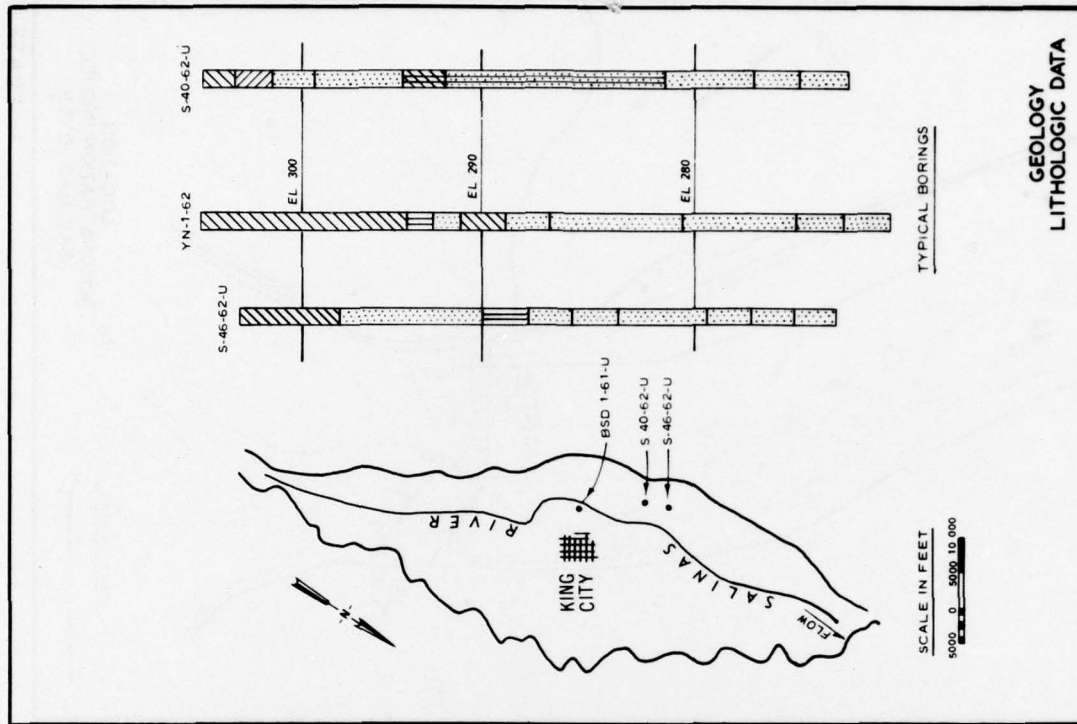 S-46-62-U
YN-1-62
S-40-62-U
EL 300
EL 290
EL 280
TYPICAL BORINGS
N
RIVER
KING
CITY
BSD 1-61-U
S 40-62-U
S-46-62-U
SALINAS
FLOW
SCALE IN FEET
5000 0 5000 10 000
GEOLOGY
LITHOLOGIC DATA